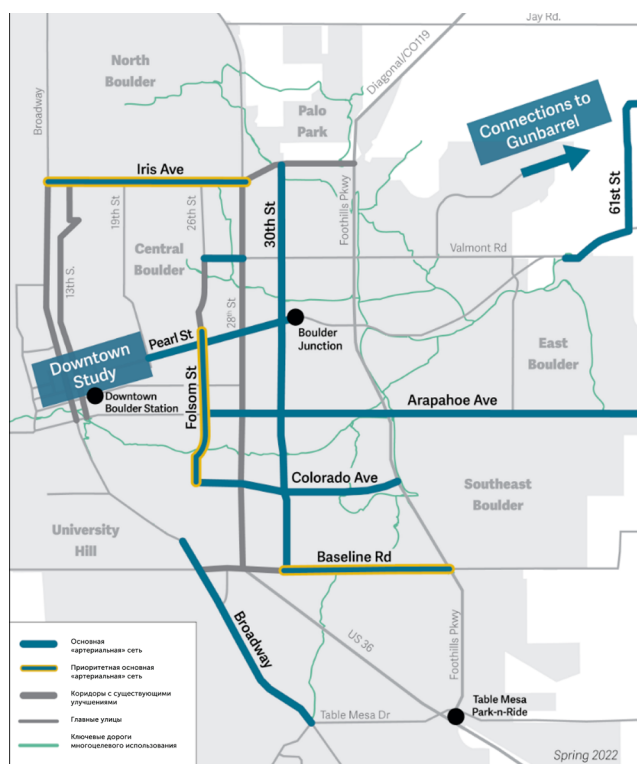 Jay Rd.
North
Boulder
Diagonal/CO119
Broadway
Palo
Park
Connections to
Gunbarrel
Iris Ave
19th St
26th St
30th St
Foothills Pkwy
61st St
Central
Boulder
Valmont Rd
13th S.
28th St
Pearl St
Boulder
Junction
East
Boulder
Downtown
Study
Folsom St
Downtown
Boulder Station
Arapahoe Ave
Colorado Ave
Southeast
Boulder
University
Hill
Baseline Rd
Broadway
US 36
Foothills Pkwy
Table Mesa Dr
Table Mesa
Park-n-Ride
Основная
«артериальная» сеть
Приоритетная основная
«артериальная» сеть
Коридоры с существующими
улучшениями
Главные улицы
Ключевые дороги
многоцелевого использования
Spring 2022